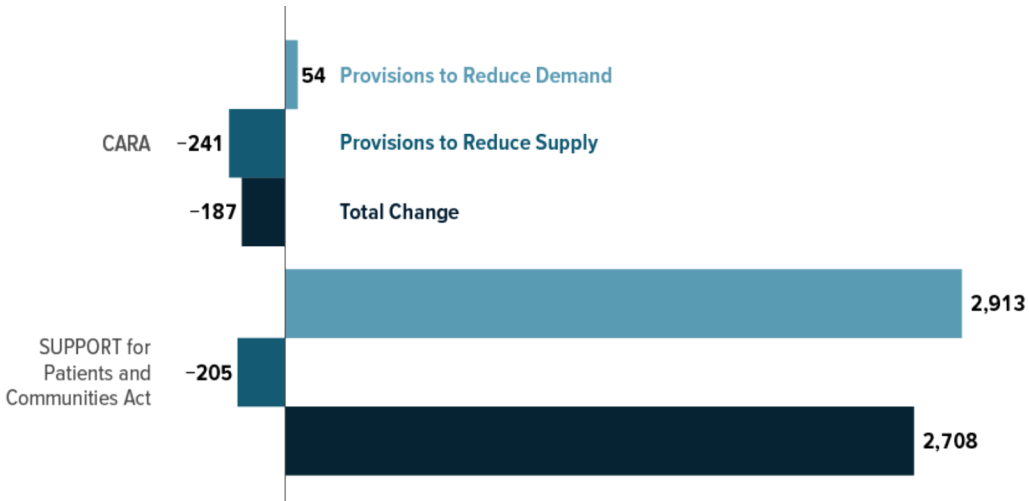 54 Provisions to Reduce Demand
CARA −241 Provisions to Reduce Supply
−187 Total Change
2,913
SUPPORT for
Patients and
Communities Act
−205
2,708